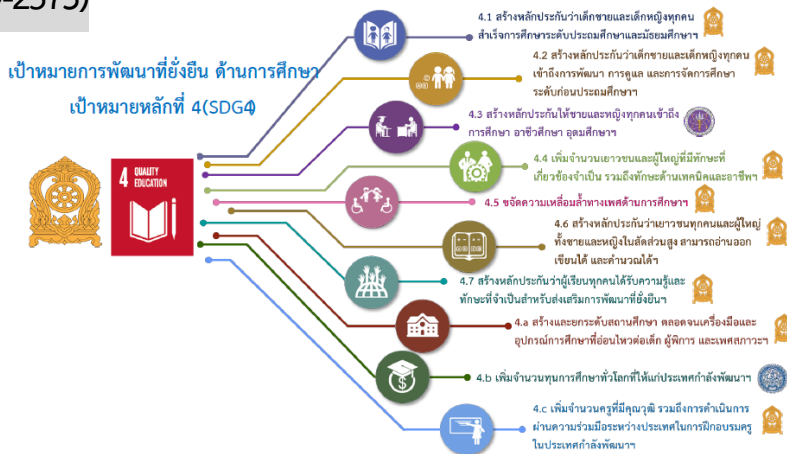 -2573)
เป้าหมายการพัฒนาที่ยั่งยืน ด้านการศึกษา
เป้าหมายหลักที่ 4(SDG4)
4 QUALITY
EDUCATION
4.1 สร้างหลักประกันว่าเด็กชายและเด็กหญิงทุกคน
สำเร็จการศึกษาระดับประถมศึกษาและมัธยมศึกษาฯ
4.2 สร้างหลักประกันว่าเด็กชายและเด็กหญิงทุกคน
เข้าถึงการพัฒนา การดูแล และการจัดการศึกษา
ระดับก่อนประถมศึกษา
4.3 สร้างหลักประกันให้ชายและหญิงทุกคนเข้าถึง
การศึกษา อาชีวศึกษา อุดมศึกษาฯ
4.4 เพิ่มจำนวนเยาวชนและผู้ใหญ่ที่มีทักษะที่
เกี่ยวข้องจำเป็น รวมถึงทักษะด้านเทคนิคและอาชีพฯ
4.5 ขจัดความเหลื่อมล้ำทางเพศด้านการศึกษาฯ
4.6 สร้างหลักประกันว่าเยาวชนทุกคนและผู้ใหญ่
ทั้งชายและหญิงในสัดส่วนสูง สามารถอ่านออก
เขียนได้ และคำนวณได้ฯ
4.7 สร้างหลักประกันว่าผู้เรียนทุกคนได้รับความรู้และ
ทักษะที่จำเป็นสำหรับส่งเสริมการพัฒนาที่ยั่งยืนฯ
4.a สร้างและยกระดับสถานศึกษา ตลอดจนเครื่องมือและ
อุปกรณ์การศึกษาที่อ่อนไหวต่อเด็ก ผู้พิการ และเพศสภาวะฯ
4.b เพิ่มจำนวนทุนการศึกษาทั่วโลกที่ให้แก่ประเทศกำลังพัฒนาฯ
4.c เพิ่มจำนวนครูที่มีคุณวุฒิ รวมถึงการดำเนินการ
ผ่านความร่วมมือระหว่างประเทศในการฝึกอบรมครู
ในประเทศกำลังพัฒนาฯ